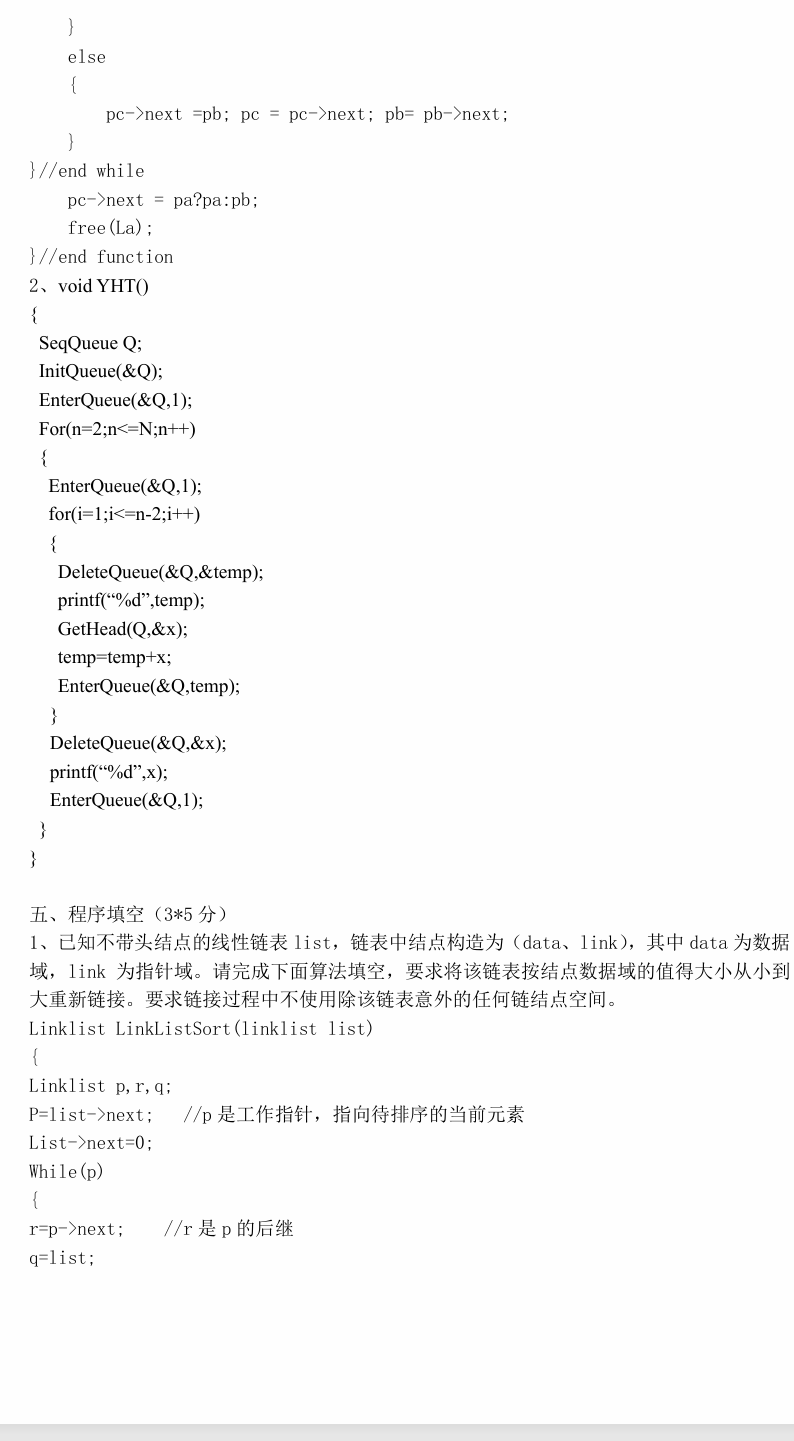 }
else
{
pc->next =pb; pc = pc->next; pb= pb->next;
}
}//end while
pc->next = pa?pa:pb;
free(La);
}//end function
2、void YHT()
{
SeqQueue Q;
InitQueue(&Q);
EnterQueue(&Q,1);
For(n=2;n<=N;n++)
{
EnterQueue(&Q,1);
for(i=1;i<=n-2;i++)
{
DeleteQueue(&Q,&temp);
printf(“%d”,temp);
GetHead(Q,&x);
temp=temp+x;
EnterQueue(&Q,temp);
}
DeleteQueue(&Q,&x);
printf(“%d”,x);
EnterQueue(&Q,1);
}
}
五、程序填空（3*5 分）
1、已知不带头结点的线性链表 list，链表中结点构造为（data、link），其中 data 为数据
域，link 为指针域。请完成下面算法填空，要求将该链表按结点数据域的值得大小从小到
大重新链接。要求链接过程中不使用除该链表意外的任何链结点空间。
Linklist LinkListSort(linklist list)
{
Linklist p,r,q;
P=list->next; //p 是工作指针，指向待排序的当前元素
List->next=0;
While(p)
{
r=p->next; //r 是 p 的后继
q=list;